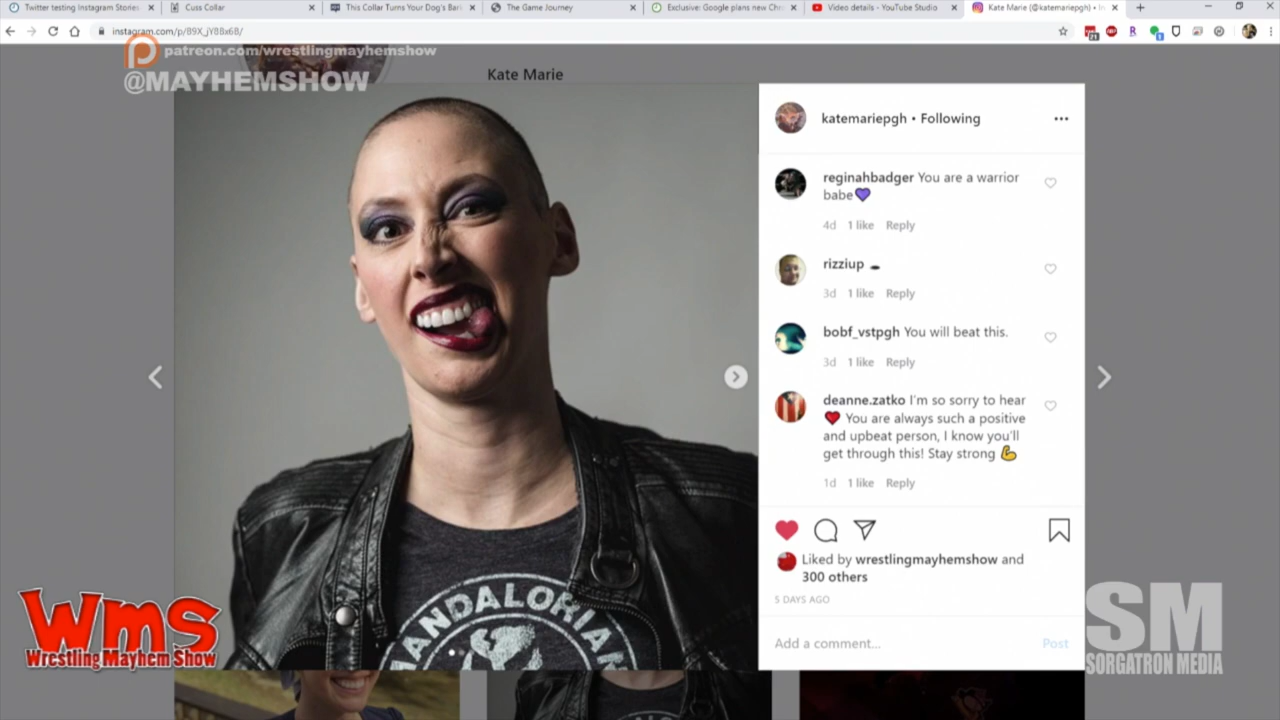 Twitter testing Instagram Stories
Cuss Collar
This Collar Turns Your Dog's Bar
The Game Journey
Exclusive: Google plans new Chr
Video details - YouTube Studio
Kate Marie (@katemariepgh) • In
instagram.com/p/B9X_jYBBx6B/
21
patreon.com/wrestlingmayhemshow
@MAYHEMSHOW
Kate Marie
katemariepgh • Following
reginahbadger You are a warrior
babe💜
4d 1 like Reply
rizziup
3d 1 like Reply
bobf_vstpgh You will beat this.
3d 1 like Reply
deanne.zatko I'm so sorry to hear
❤️ You are always such a positive
and upbeat person, I know you'll
get through this! Stay strong 💪
1d 1 like Reply
Liked by wrestlingmayhemshow and
300 others
5 DAYS AGO
Add a comment... Post
MANDALORIAN
Wms
Wrestling Mayhem Show
SM
SORGATRON MEDIA